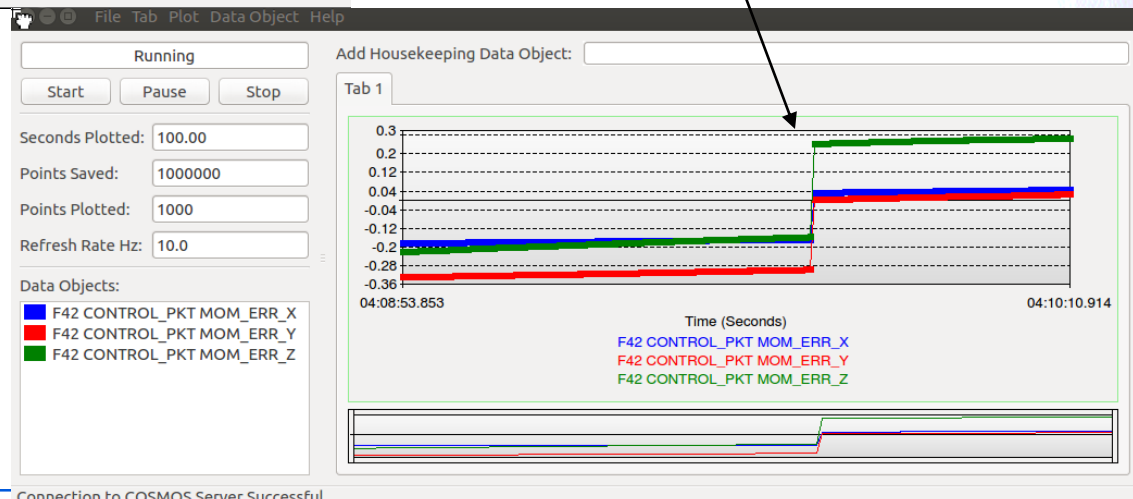 File Tab Plot Data Object Help
Running
Start Pause Stop
Seconds Plotted: 100.00
Points Saved: 1000000
Points Plotted: 1000
Refresh Rate Hz: 10.0
Data Objects:
F42 CONTROL_PKT MOM_ERR_X
F42 CONTROL_PKT MOM_ERR_Y
F42 CONTROL_PKT MOM_ERR_Z
Add Housekeeping Data Object:
Tab 1
0.3
0.2
0.12
0.04
-0.04
-0.12
-0.2
-0.28
-0.36
04:08:53.853 04:10:10.914
Time (Seconds)
F42 CONTROL_PKT MOM_ERR_X
F42 CONTROL_PKT MOM_ERR_Y
F42 CONTROL_PKT MOM_ERR_Z
Connection to COSMOS Server Successful